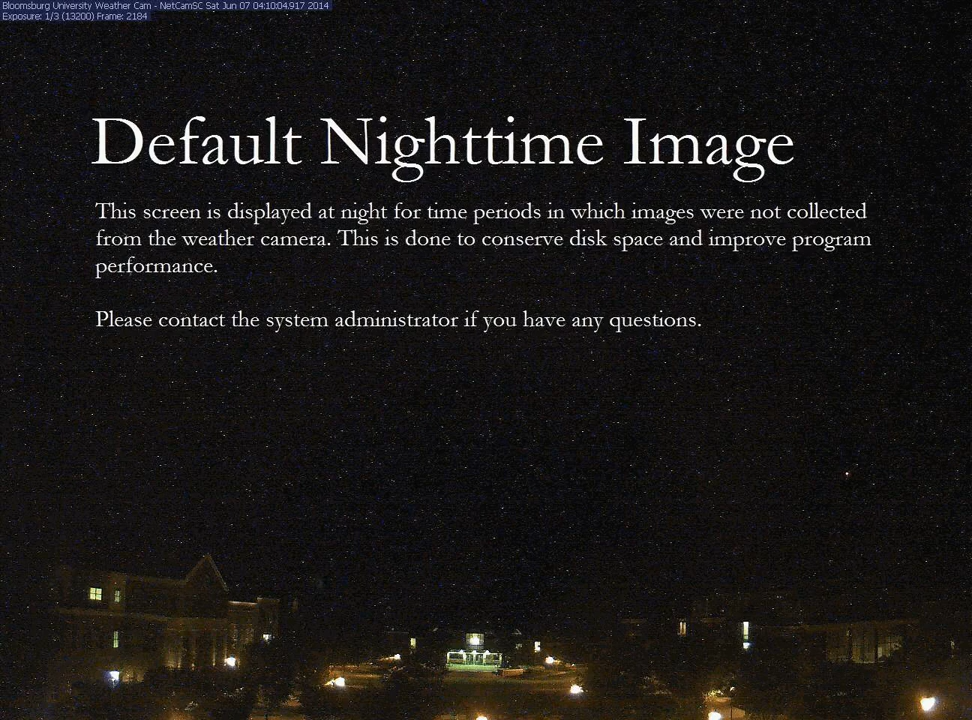 Bloomsburg University Weather Cam - NetCamSC Sat Jun 07 04:10:04.917 2014
Exposure: 1/3 (13200) Frame: 2184
Default Nighttime Image
This screen is displayed at night for time periods in which images were not collected
from the weather camera. This is done to conserve disk space and improve program
performance.
Please contact the system administrator if you have any questions.